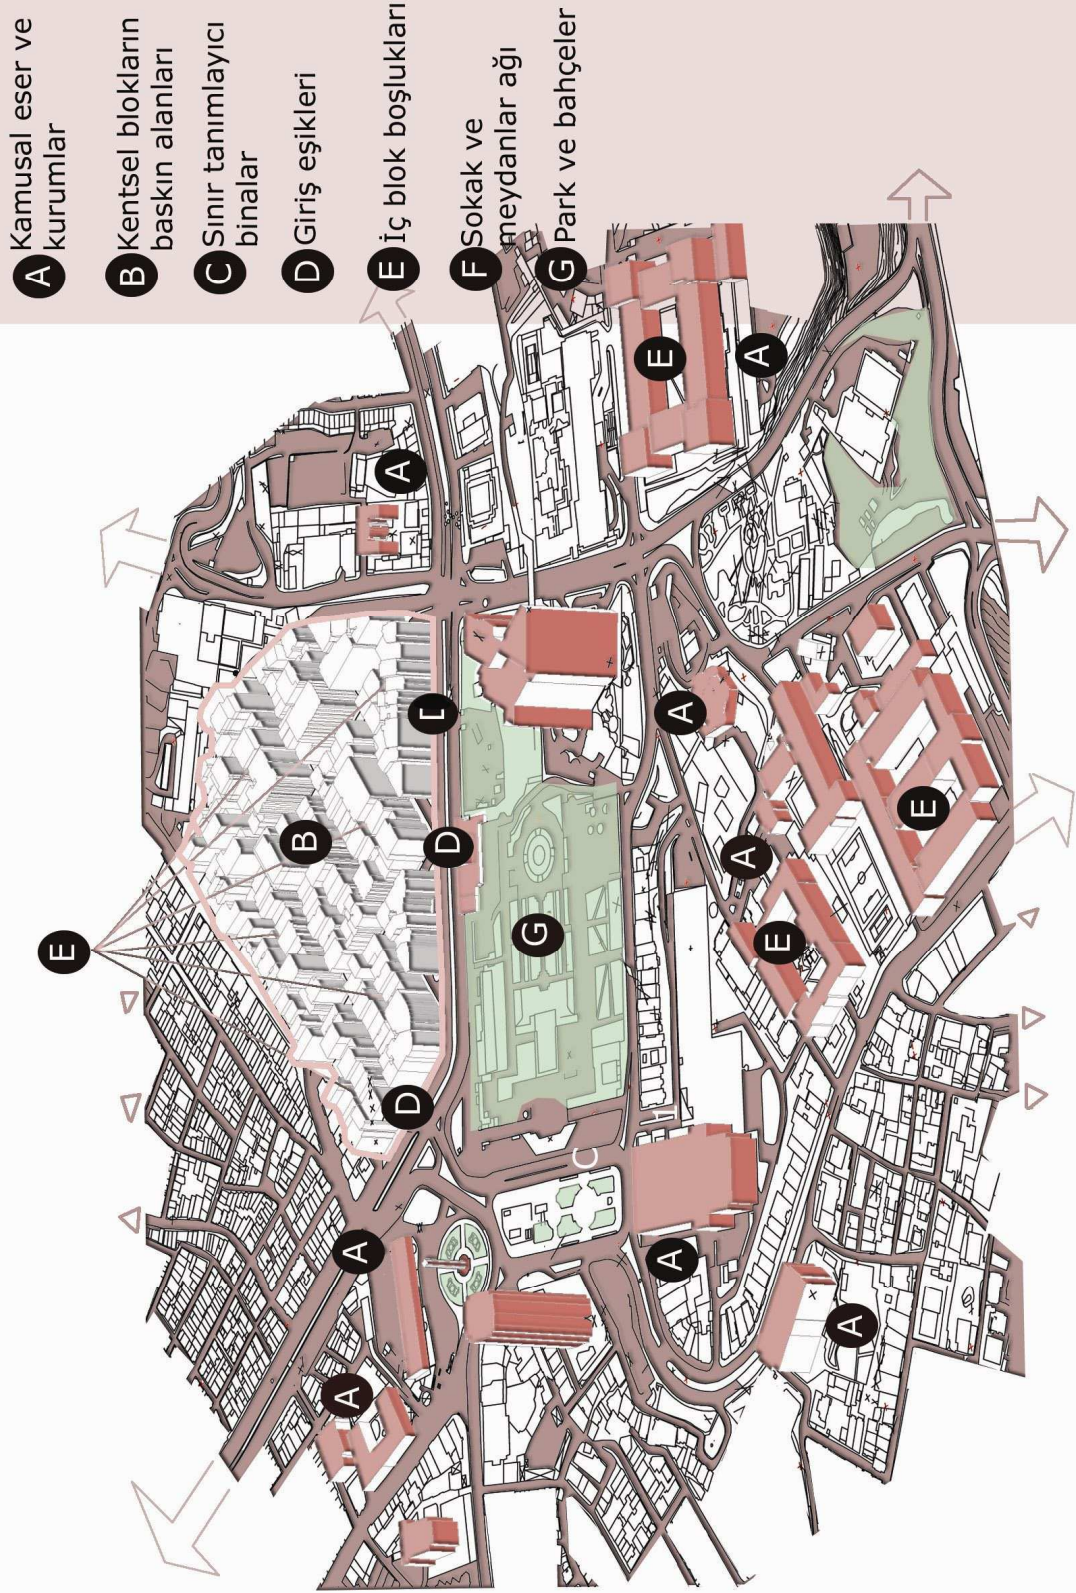 A Kamusal eser ve
kurumlar
B Kentsel blokların
baskın alanları
C Sınır tanımlayıcı
binalar
D Giriş eşikleri
E İç blok boşlukları
F Sokak ve
meydanlar ağı
G Park ve bahçeler
E
A
E
A
A
B
D
D
G
A
A
E
E
D
C
A
A
A
A